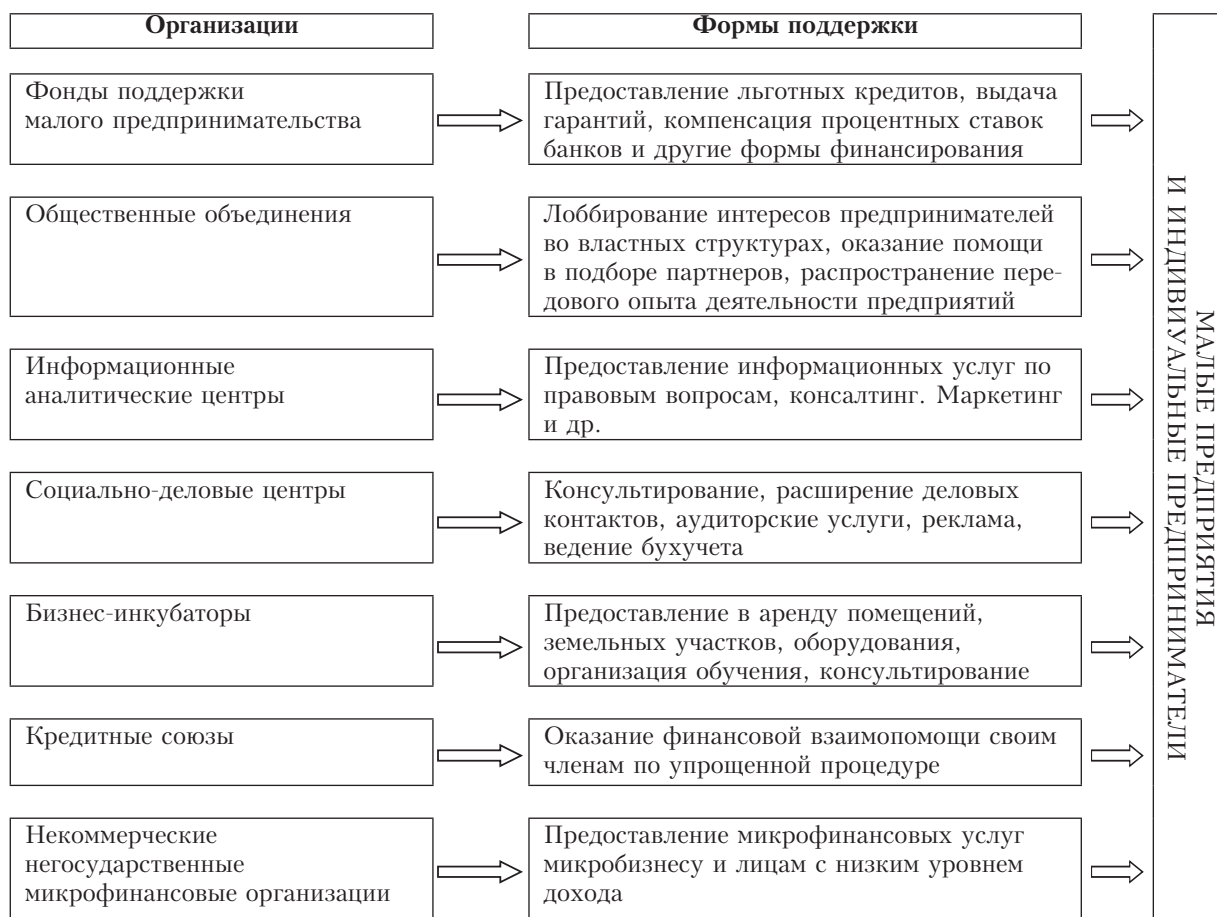 Организации
Формы поддержки
Фонды поддержки
малого предпринимательства
Предоставление льготных кредитов, выдача
гарантий, компенсация процентных ставок
банков и другие формы финансирования
Общественные объединения
Лоббирование интересов предпринимателей
во властных структурах, оказание помощи
в подборе партнеров, распространение пере-
дового опыта деятельности предприятий
Информационные
аналитические центры
Предоставление информационных услуг по
правовым вопросам, консалтинг. Маркетинг
и др.
Социально-деловые центры
Консультирование, расширение деловых
контактов, аудиторские услуги, реклама,
ведение бухучета
Бизнес-инкубаторы
Предоставление в аренду помещений,
земельных участков, оборудования,
организация обучения, консультирование
Кредитные союзы
Оказание финансовой взаимопомощи своим
членам по упрощенной процедуре
Некоммерческие
негосударственные
микрофинансовые организации
Предоставление микрофинансовых услуг
микробизнесу и лицам с низким уровнем
дохода
МАЛЫЕ ПРЕДПРИЯТИЯ
И ИНДИВИУАЛЬНЫЕ ПРЕДПРИНИМАТЕЛИ